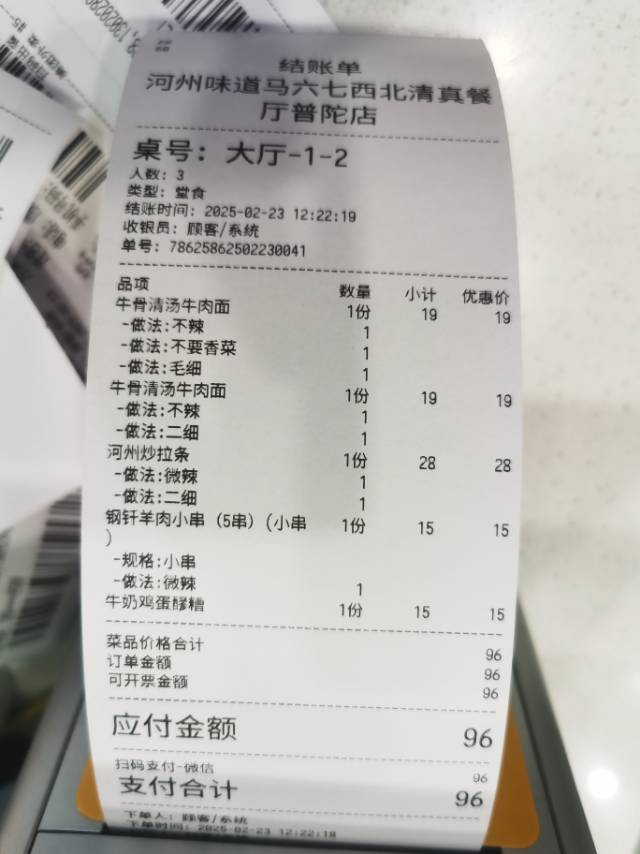 结账单
河州味道马六七西北清真餐
厅普陀店
桌号：大厅-1-2
人数：3
类型：堂食
结账时间：2025-02-23 12:22:19
收银员：顾客/系统
单号：78625862502230041
品项 数量 小计 优惠价
牛骨清汤牛肉面 1份 19 19
-做法:不辣 1
-做法:不要香菜 1
-做法:毛细 1
牛骨清汤牛肉面 1份 19 19
-做法:不辣 1
-做法:二细 1
河州炒拉条 1份 28 28
-做法:微辣 1
-做法:二细 1
钢钎羊肉小串（5串）(小串 1份 15 15
)
-规格:小串
-做法:微辣 1
牛奶鸡蛋醪糟 1份 15 15
菜品价格合计 96
订单金额 96
可开票金额 96
应付金额 96
扫码支付-微信 96
支付合计 96
下单人：顾客/系统
下单时间：2025-02-23 12:22:18